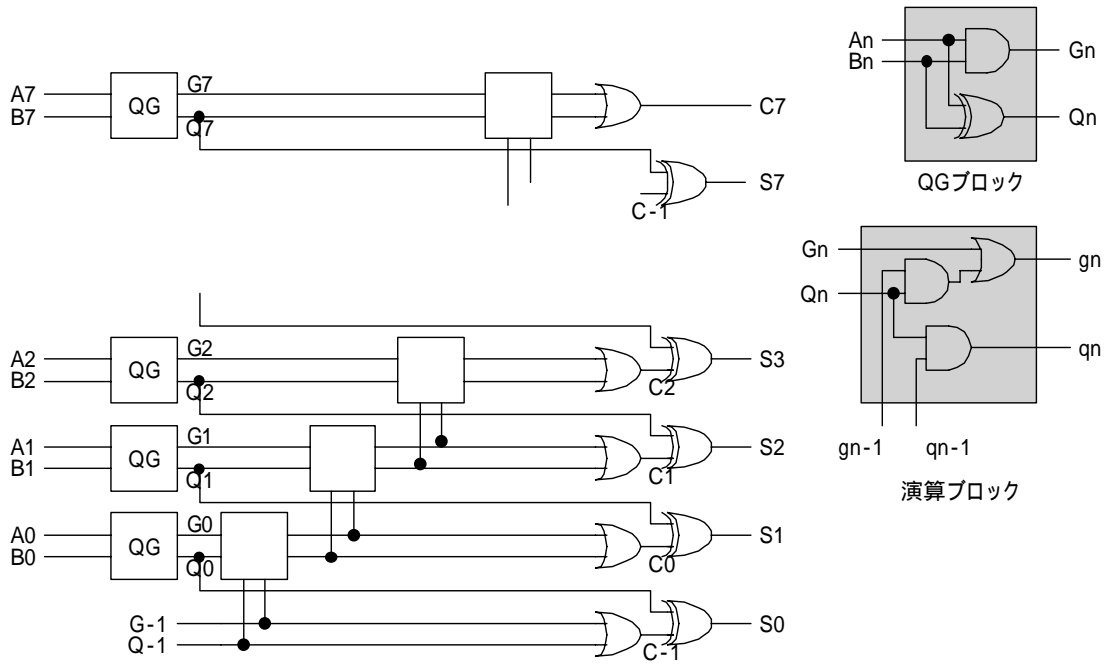 A7
B7
QG
G7
Q7
C7
S7
C-1
A2
B2
QG
G2
Q2
C2
S3
A1
B1
QG
G1
Q1
C1
S2
A0
B0
QG
G0
Q0
C0
S1
G-1
Q-1
C-1
S0
An
Bn
Gn
Qn
QGブロック
Gn
Qn
gn
qn
gn-1
qn-1
演算ブロック